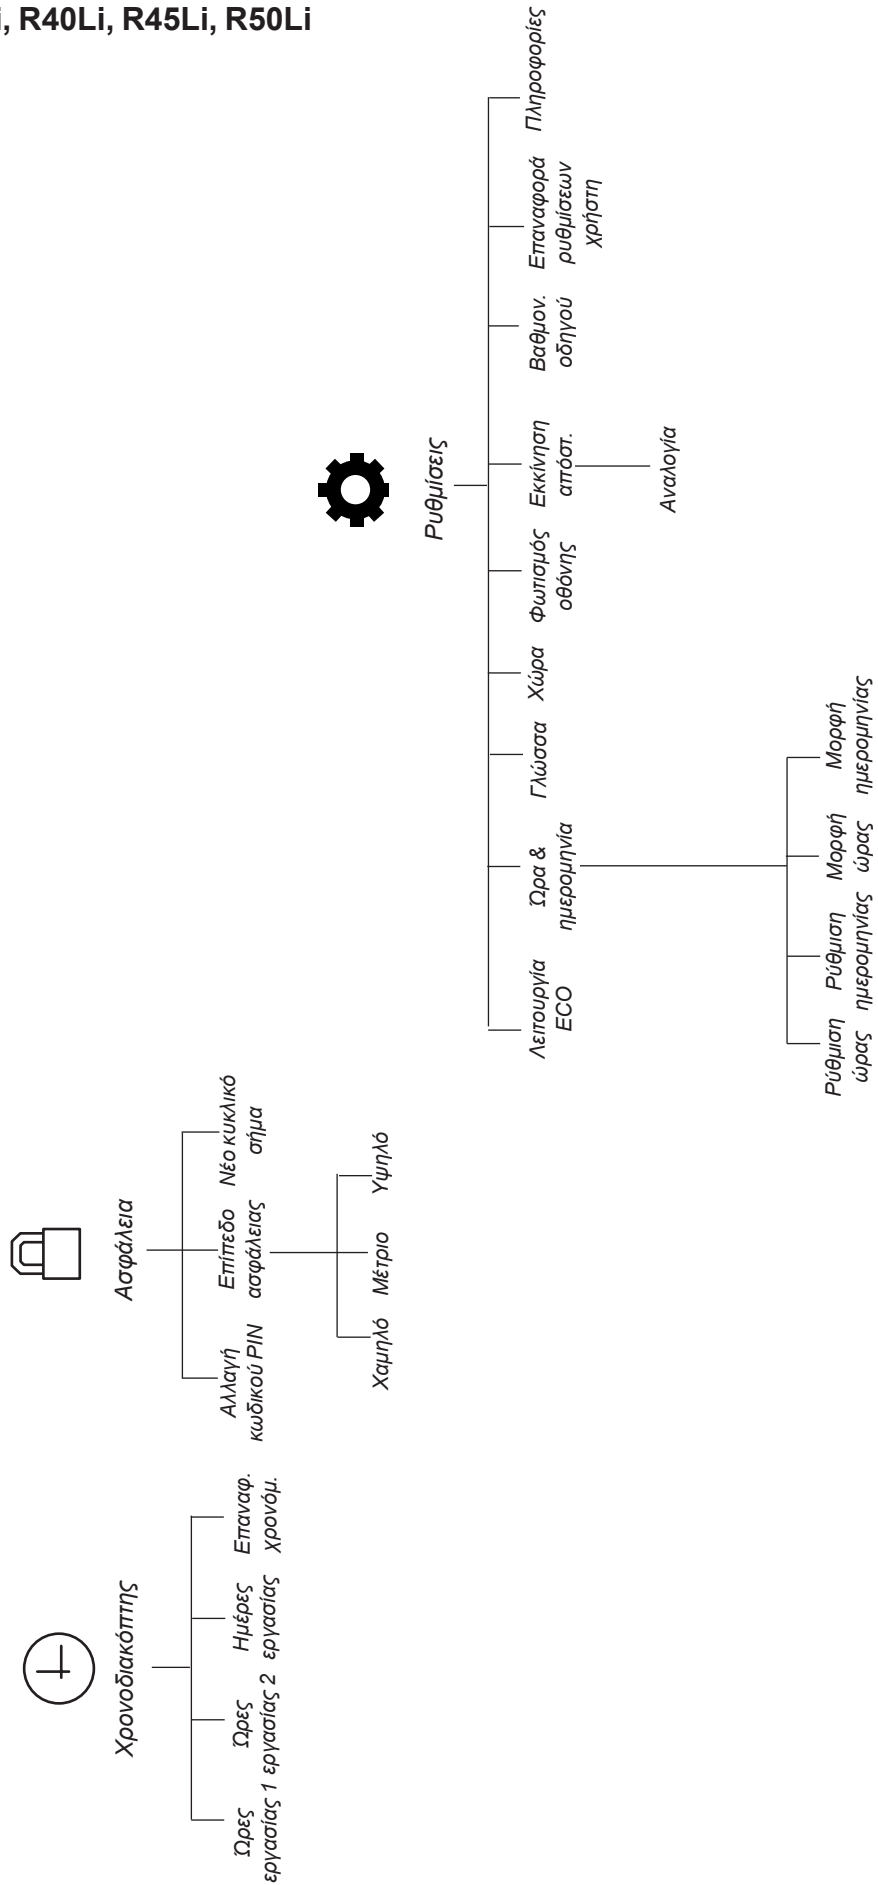 i, R40Li, R45Li, R50Li
Χρονοδιακόπτης
Ώρες
εργασίας 1
Ώρες
εργασίας 2
Ημέρες
εργασίας
Επαναφ.
χρονόμ.
Ασφάλεια
Αλλαγή
κωδικού PIN
Επίπεδο
ασφάλειας
Νέο κυκλικό
σήμα
Χαμηλό
Μέτριο
Υψηλό
Ρυθμίσεις
Λειτουργία
ECO
Ώρα &
ημερομηνία
Γλώσσα
Χώρα
Φωτισμός
οθόνης
Εκκίνηση
απόστ.
Βαθμον.
οδηγού
Επαναφορά
ρυθμίσεων
χρήστη
Πληροφορίες
Αναλογία
Ρύθμιση
ώρας
Ρύθμιση
ημερομηνίας
Μορφή
ώρας
Μορφή
ημερομηνίας